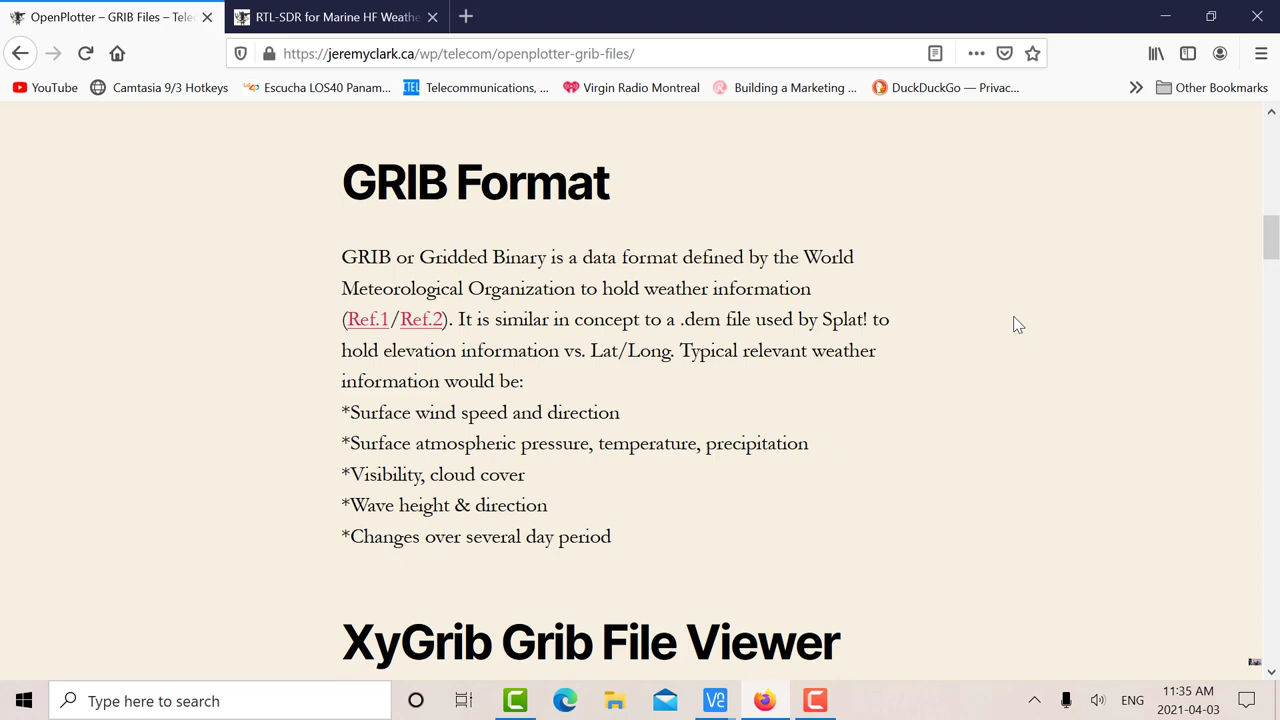 OpenPlotter – GRIB Files – Tele
RTL-SDR for Marine HF Weathe
https://jeremyclark.ca/wp/telecom/openplotter-grib-files/
YouTube
Camtasia 9/3 Hotkeys
Escucha LOS40 Panam...
Telecommunications, ...
Virgin Radio Montreal
Building a Marketing ...
DuckDuckGo — Privac...
Other Bookmarks
GRIB Format
GRIB or Gridded Binary is a data format defined by the World
Meteorological Organization to hold weather information
(Ref.1/Ref.2). It is similar in concept to a .dem file used by Splat! to
hold elevation information vs. Lat/Long. Typical relevant weather
information would be:
*Surface wind speed and direction
*Surface atmospheric pressure, temperature, precipitation
*Visibility, cloud cover
*Wave height & direction
*Changes over several day period
XyGrib Grib File Viewer
Type here to search
ENG
11:35 AM
2021-04-03